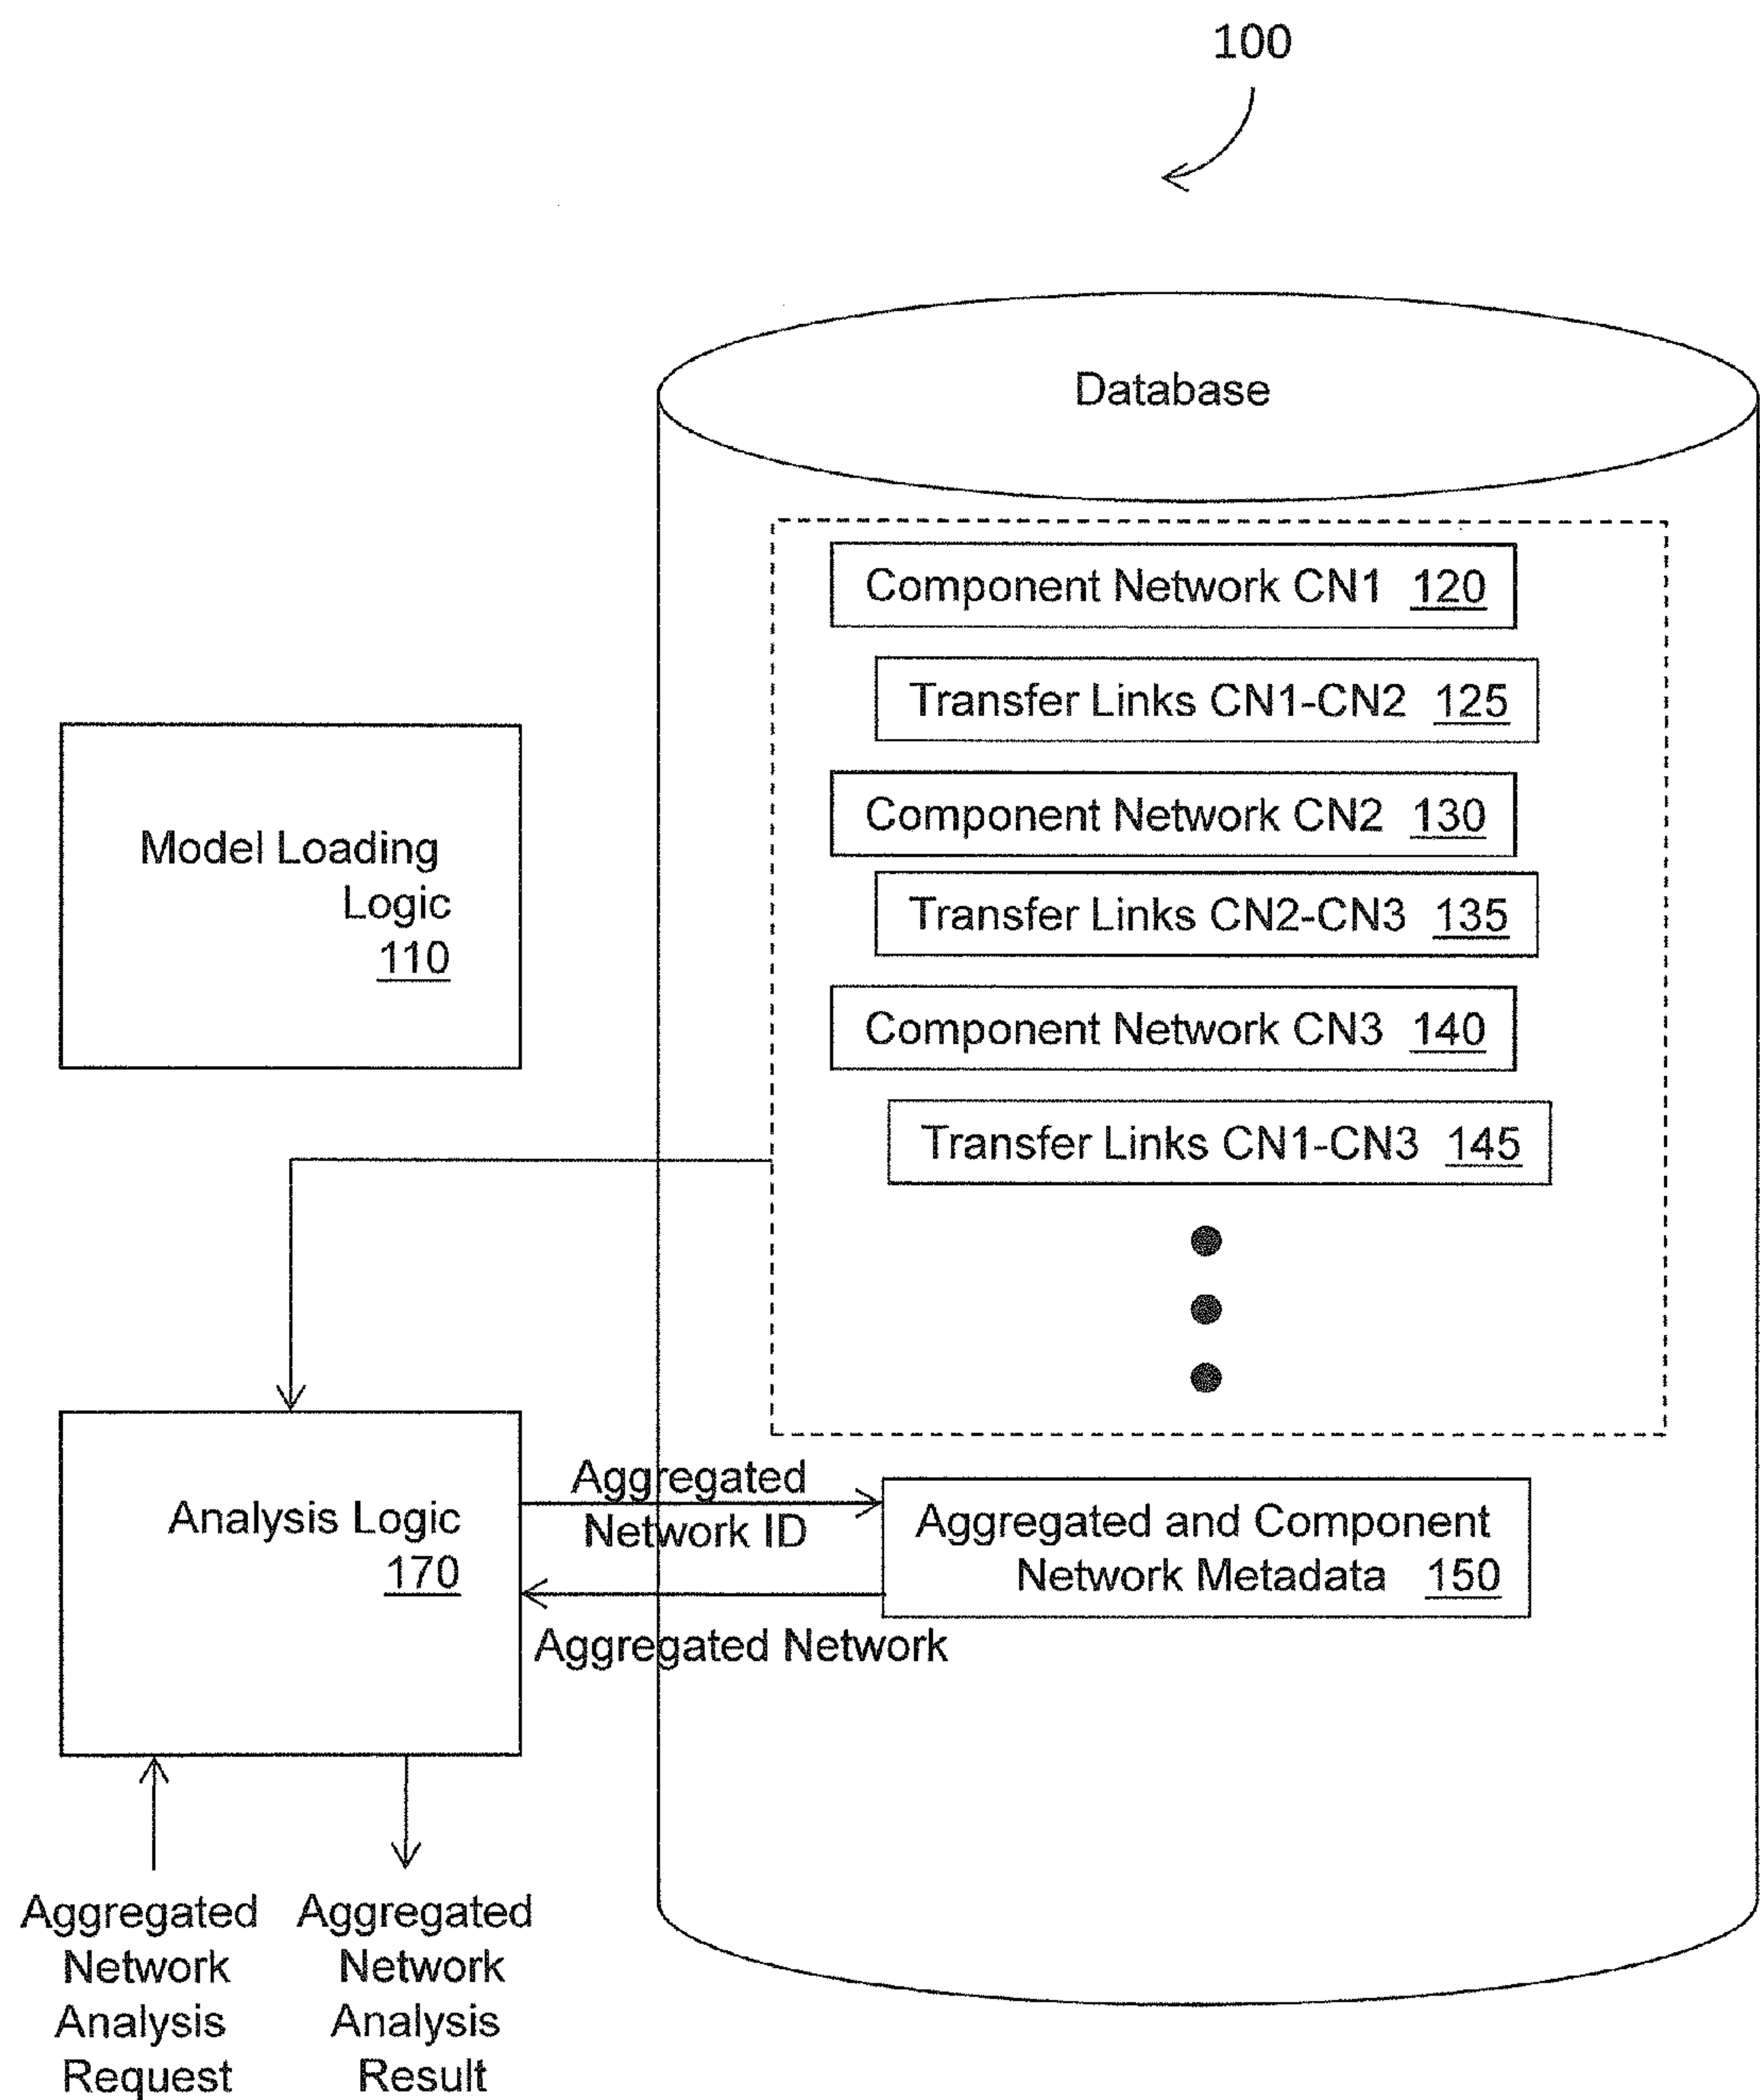 100
Database
Component Network CN1 120
Transfer Links CN1-CN2 125
Component Network CN2 130
Transfer Links CN2-CN3 135
Component Network CN3 140
Transfer Links CN1-CN3 145
Model Loading
Logic
110
Analysis Logic
170
Aggregated
Network ID
Aggregated and Component
Network Metadata 150
Aggregated Network
Aggregated
Network
Analysis
Request
Aggregated
Network
Analysis
Result